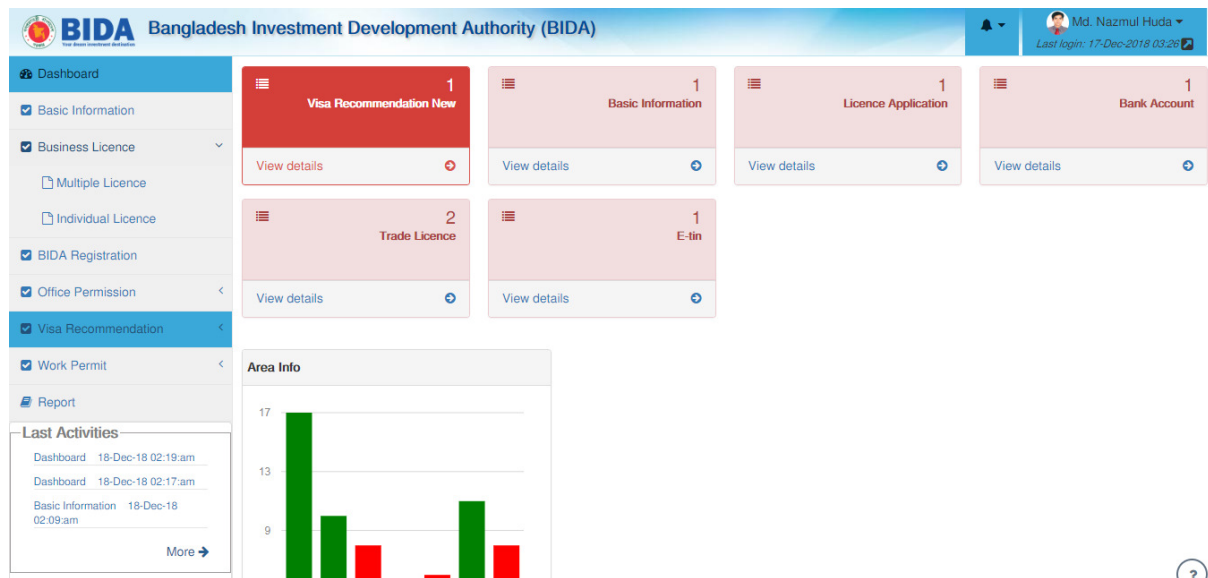 BIDA
Your dream investment destination
Bangladesh Investment Development Authority (BIDA)
Md. Nazmul Huda
Last login: 17-Dec-2018 03:26
Dashboard
Basic Information
Business Licence
Multiple Licence
Individual Licence
BIDA Registration
Office Permission
Visa Recommendation
Work Permit
Report
Last Activities
Dashboard 18-Dec-18 02:19:am
Dashboard 18-Dec-18 02:17:am
Basic Information 18-Dec-18
02:09:am
More
1
Visa Recommendation New
View details
1
Basic Information
View details
1
Licence Application
View details
1
Bank Account
View details
2
Trade Licence
View details
1
E-tin
View details
Area Info
17
13
9
?